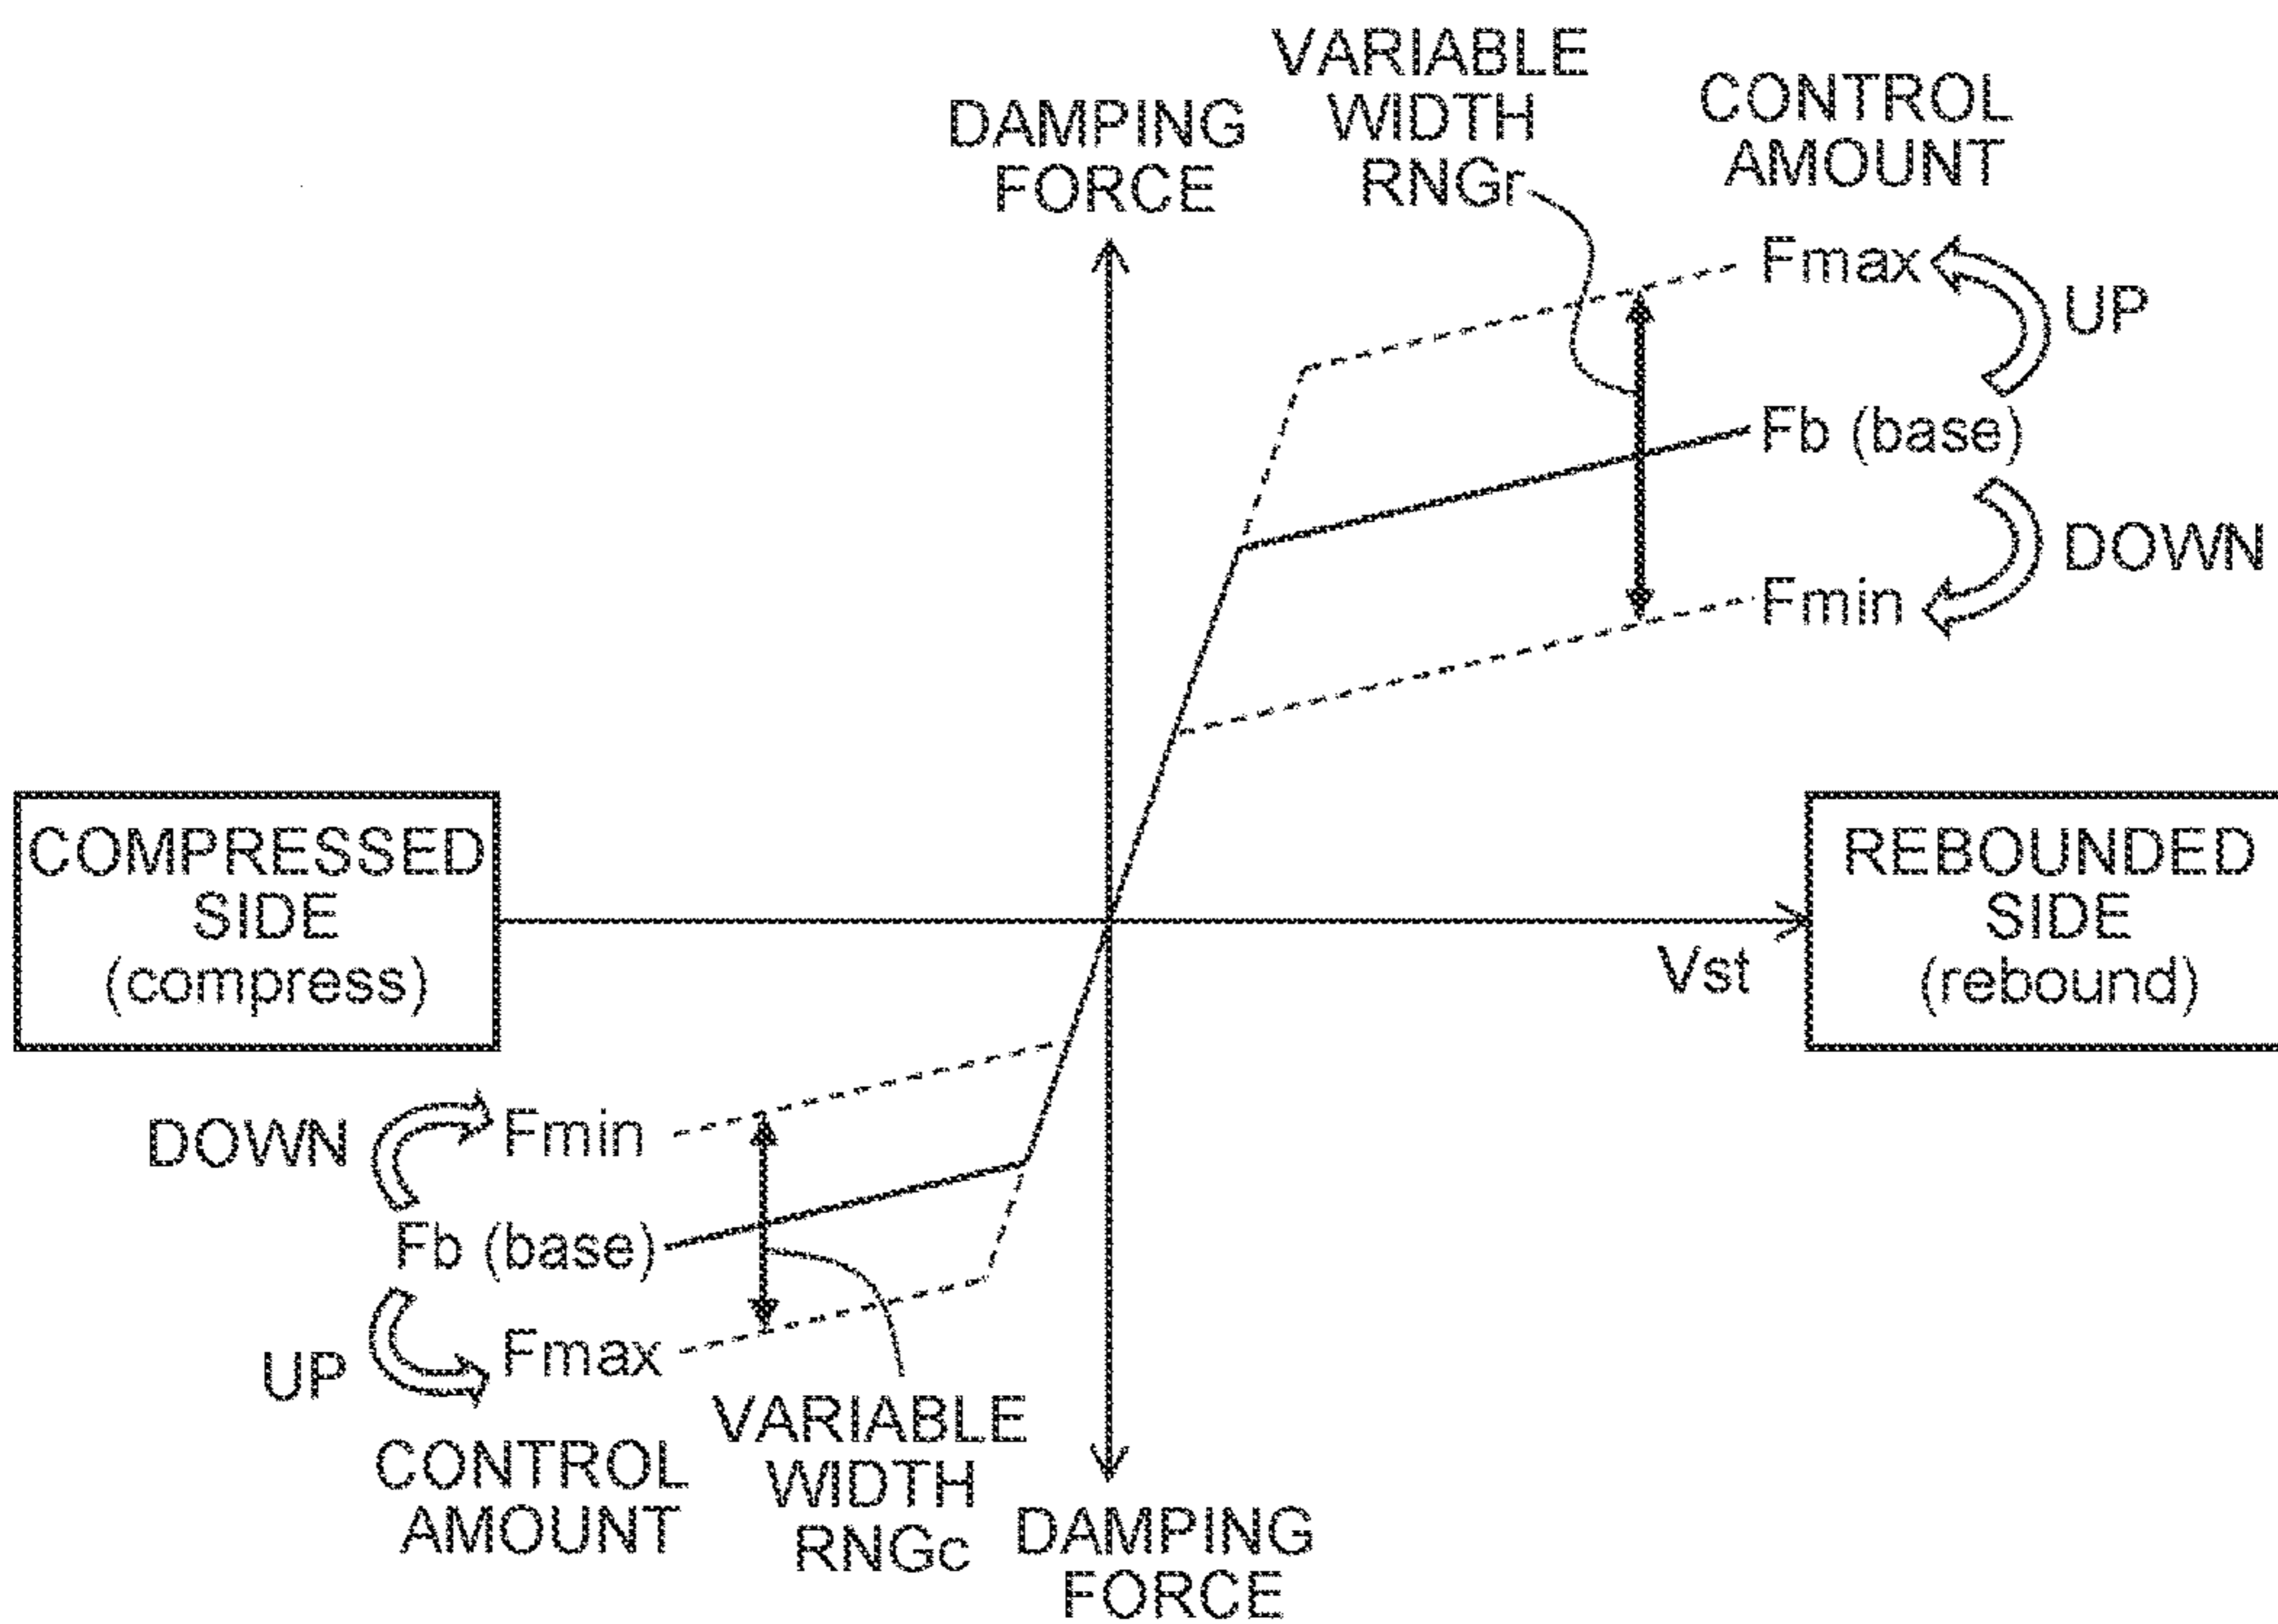 VARIABLE
WIDTH
RNGr
CONTROL
AMOUNT
DAMPING
FORCE
Fmax
UP
Fb (base)
DOWN
Fmin
COMPRESSED
SIDE
(compress)
REBOUNDED
SIDE
(rebound)
Vst
DOWN
Fmin
Fb (base)
UP
Fmax
CONTROL
AMOUNT
VARIABLE
WIDTH
RNGc
DAMPING
FORCE